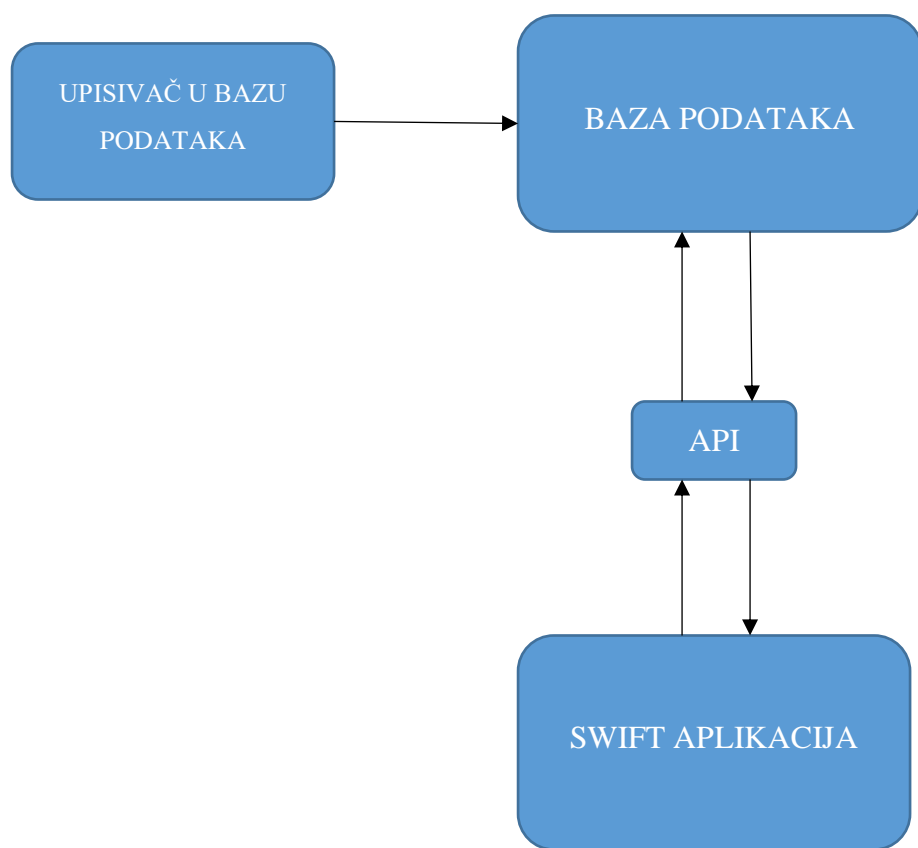 UPISIVAČ U BAZU
PODATAKA
BAZA PODATAKA
API
SWIFT APLIKACIJA